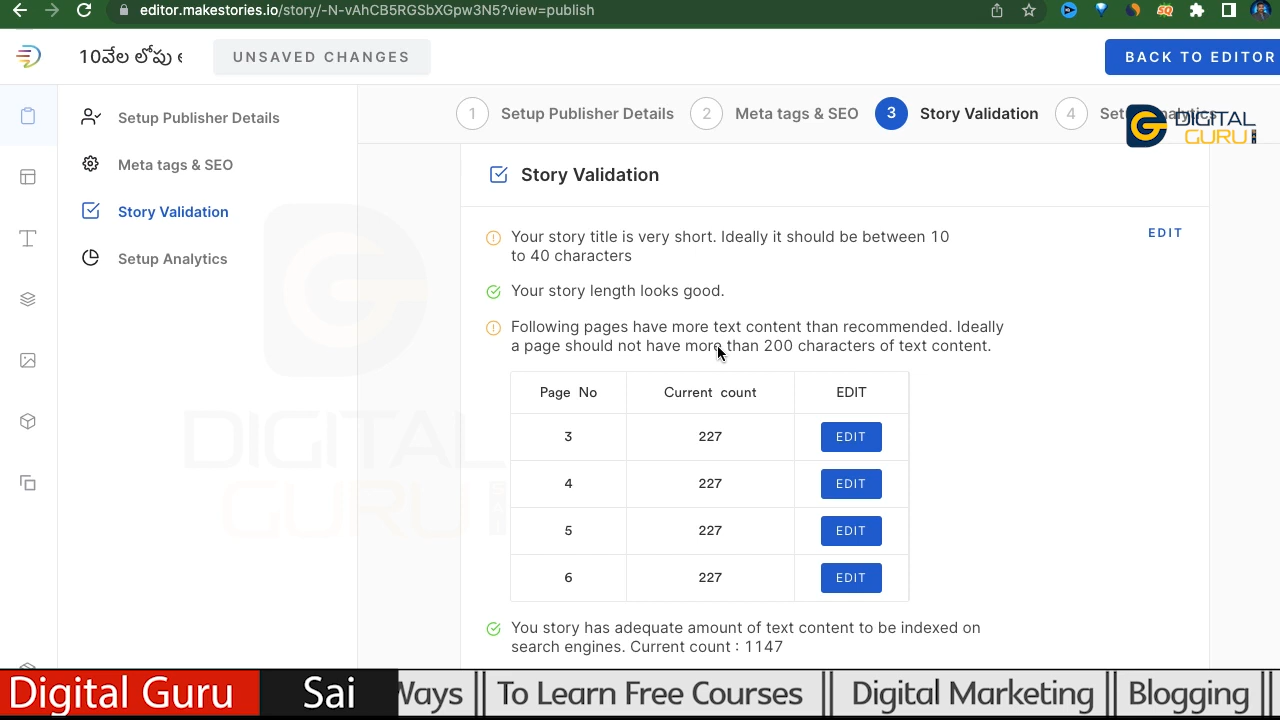 editor.makestories.io/story/-N-vAhCB5RGSbXGpw3N5?view=publish
10వేల లోపు
UNSAVED CHANGES
BACK TO EDITOR
Setup Publisher Details
Meta tags & SEO
Story Validation
Setup Analytics
1 Setup Publisher Details
2 Meta tags & SEO
3 Story Validation
4 Set
DIGITAL
GURU
Story Validation
Your story title is very short. Ideally it should be between 10
to 40 characters
EDIT
Your story length looks good.
Following pages have more text content than recommended. Ideally
a page should not have more than 200 characters of text content.
Page No Current count EDIT
3 227 EDIT
4 227 EDIT
5 227 EDIT
6 227 EDIT
You story has adequate amount of text content to be indexed on
search engines. Current count : 1147
DIGITAL
GURU
Digital Guru Sai Ways || To Learn Free Courses || Digital Marketing || Blogging ||